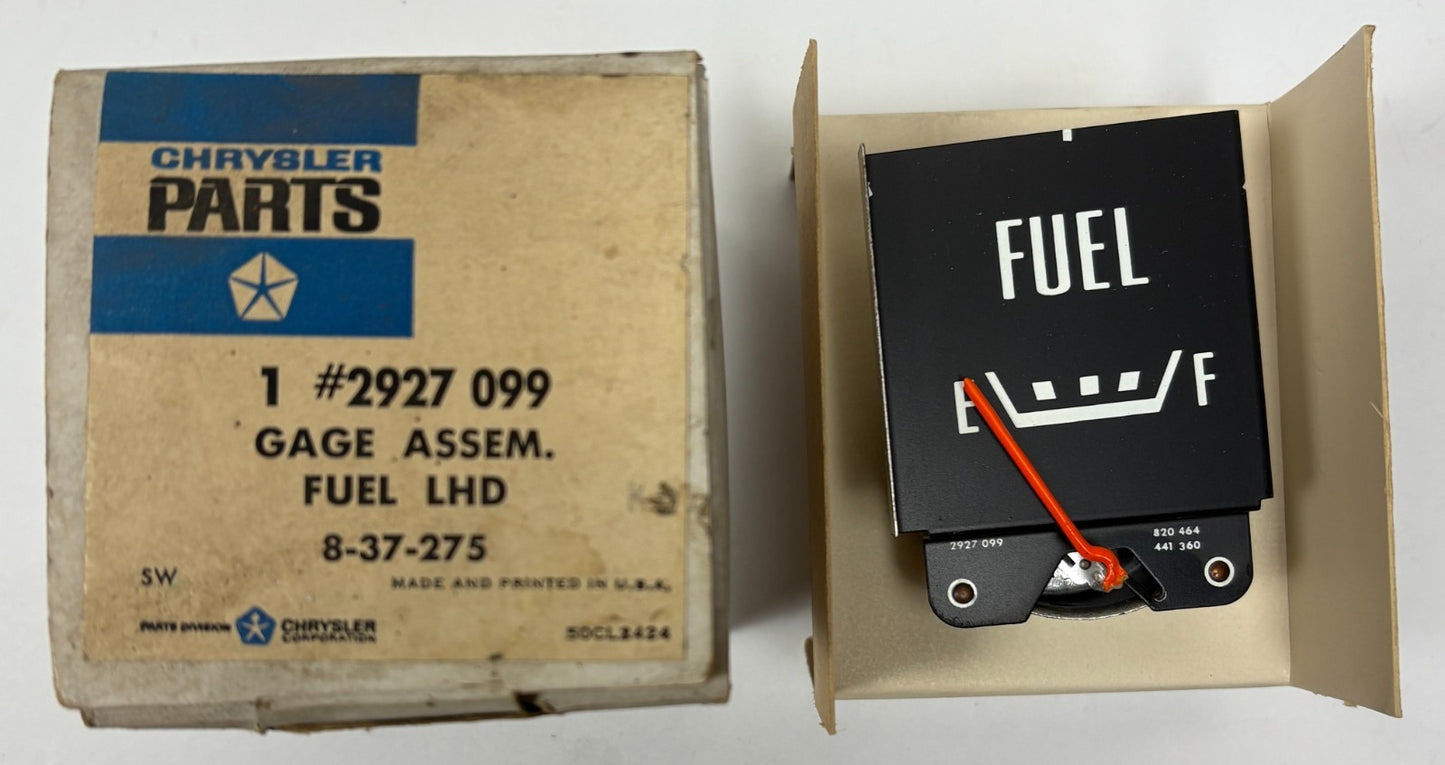 CHRYSLER
PARTS
1 #2927 099
GAGE ASSEM.
FUEL LHD
8-37-275
SW
MADE AND PRINTED IN U.S.A.
PARTS DIVISION CHRYSLER
CORPORATION
50CL2424
FUEL
E F
2927 099
820 464
441 360